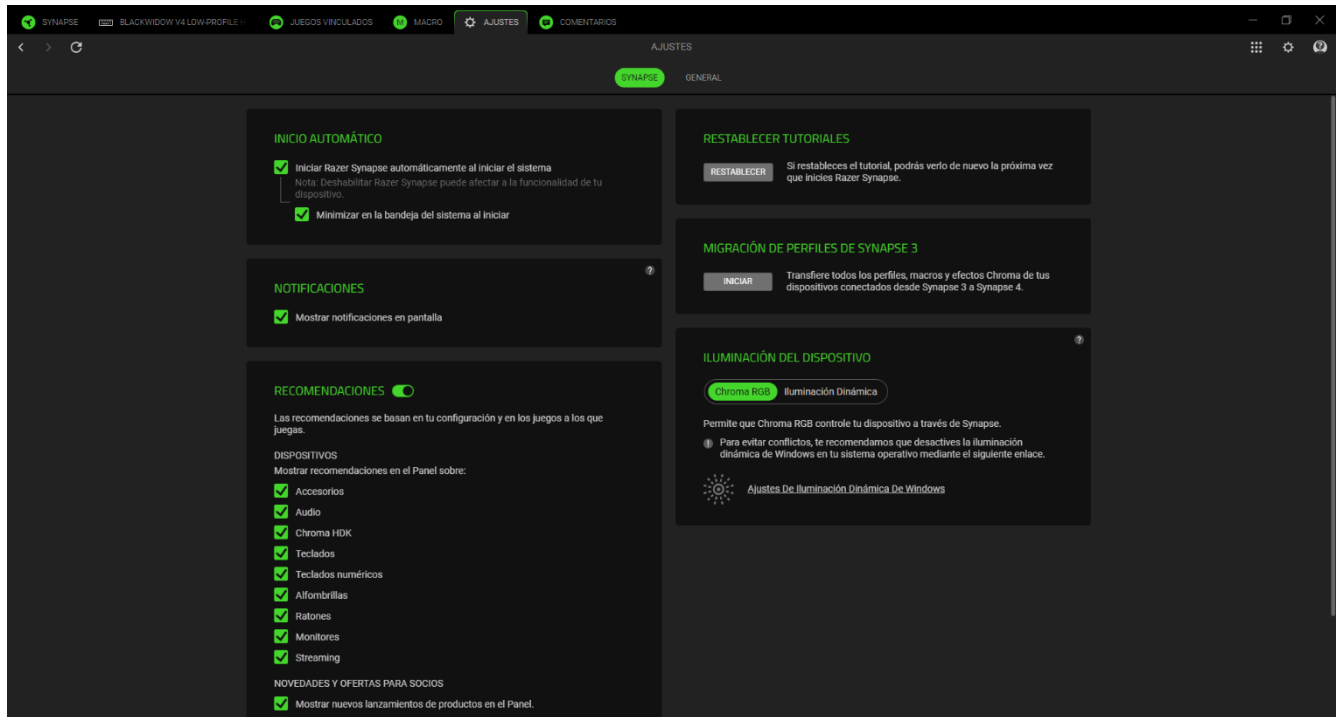 SYNAPSE
BLACKWIDOW V4 LOW-PROFILE H
JUEGOS VINCULADOS
M
MACRO
AJUSTES
COMENTARIOS
AJUSTES
SYNAPSE
GENERAL
INICIO AUTOMÁTICO
Iniciar Razer Synapse automáticamente al iniciar el sistema
Nota: Deshabilitar Razer Synapse puede afectar a la funcionalidad de tu
dispositivo.
Minimizar en la bandeja del sistema al iniciar
?
NOTIFICACIONES
Mostrar notificaciones en pantalla
RECOMENDACIONES
Las recomendaciones se basan en tu configuración y en los juegos a los que
juegas.
DISPOSITIVOS
Mostrar recomendaciones en el Panel sobre:
Accesorios
Audio
Chroma HDK
Teclados
Teclados numéricos
Alfombrillas
Ratones
Monitores
Streaming
NOVEDADES Y OFERTAS PARA SOCIOS
Mostrar nuevos lanzamientos de productos en el Panel.
RESTABLECER TUTORIALES
RESTABLECER
Si restableces el tutorial, podrás verlo de nuevo la próxima vez
que inicies Razer Synapse.
MIGRACIÓN DE PERFILES DE SYNAPSE 3
INICIAR
Transfiere todos los perfiles, macros y efectos Chroma de tus
dispositivos conectados desde Synapse 3 a Synapse 4.
?
ILUMINACIÓN DEL DISPOSITIVO
Chroma RGB
Iluminación Dinámica
Permite que Chroma RGB controle tu dispositivo a través de Synapse.
Para evitar conflictos, te recomendamos que desactives la iluminación
dinámica de Windows en tu sistema operativo mediante el siguiente enlace.
Ajustes De Iluminación Dinámica De Windows